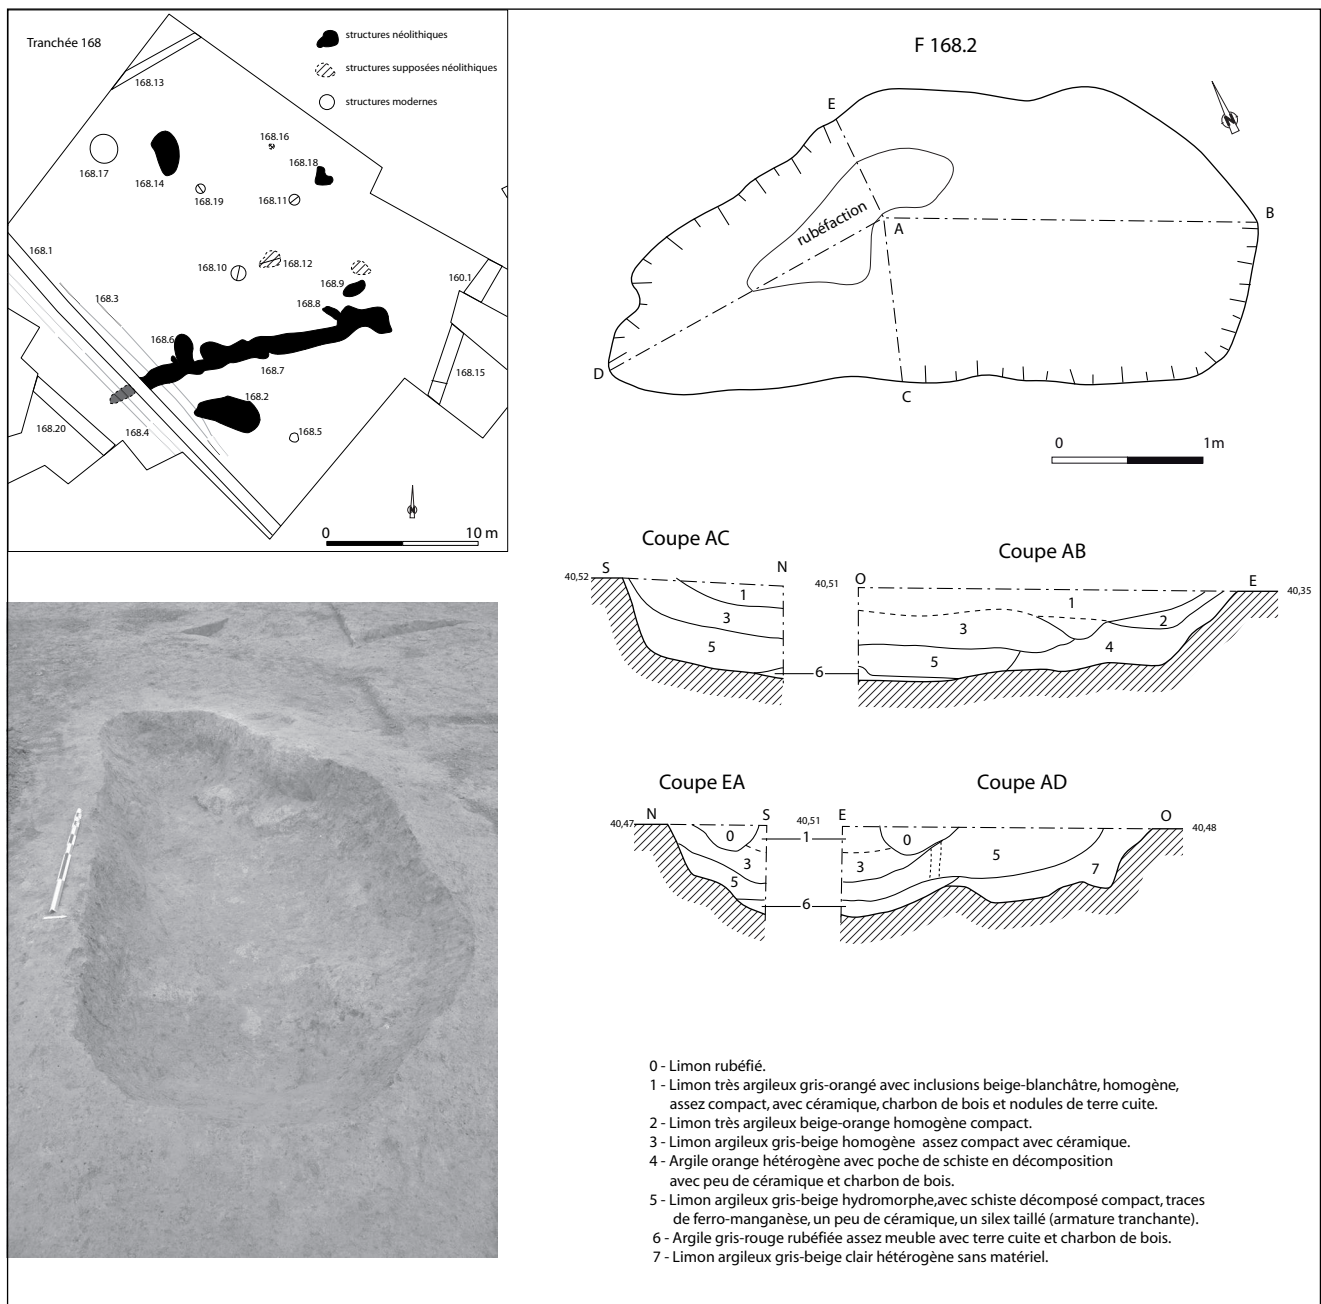 Tranchée 168
structures néolithiques
structures supposées néolithiques
structures modernes
168.13
168.17
168.14
168.16
168.18
168.19
168.11
168.1
168.10
168.12
168.3
168.9
168.8
160.1
168.6
168.7
168.15
168.2
168.20
168.4
168.5
N
0 10 m
F 168.2
E
N
B
rubéfaction
A
D
C
0 1m
Coupe AC
Coupe AB
S N O E
40,52 40,51 40,35
1 1
3 3 2
5 5 4
6
Coupe EA
Coupe AD
N S E O
40,47 40,51 40,48
0 1 0
3 3 5
5 7
6
0 - Limon rubéfié.
1 - Limon très argileux gris-orangé avec inclusions beige-blanchâtre, homogène,
assez compact, avec céramique, charbon de bois et nodules de terre cuite.
2 - Limon très argileux beige-orange homogène compact.
3 - Limon argileux gris-beige homogène assez compact avec céramique.
4 - Argile orange hétérogène avec poche de schiste en décomposition
avec peu de céramique et charbon de bois.
5 - Limon argileux gris-beige hydromorphe,avec schiste décomposé compact, traces
de ferro-manganèse, un peu de céramique, un silex taillé (armature tranchante).
6 - Argile gris-rouge rubéfiée assez meuble avec terre cuite et charbon de bois.
7 - Limon argileux gris-beige clair hétérogène sans matériel.